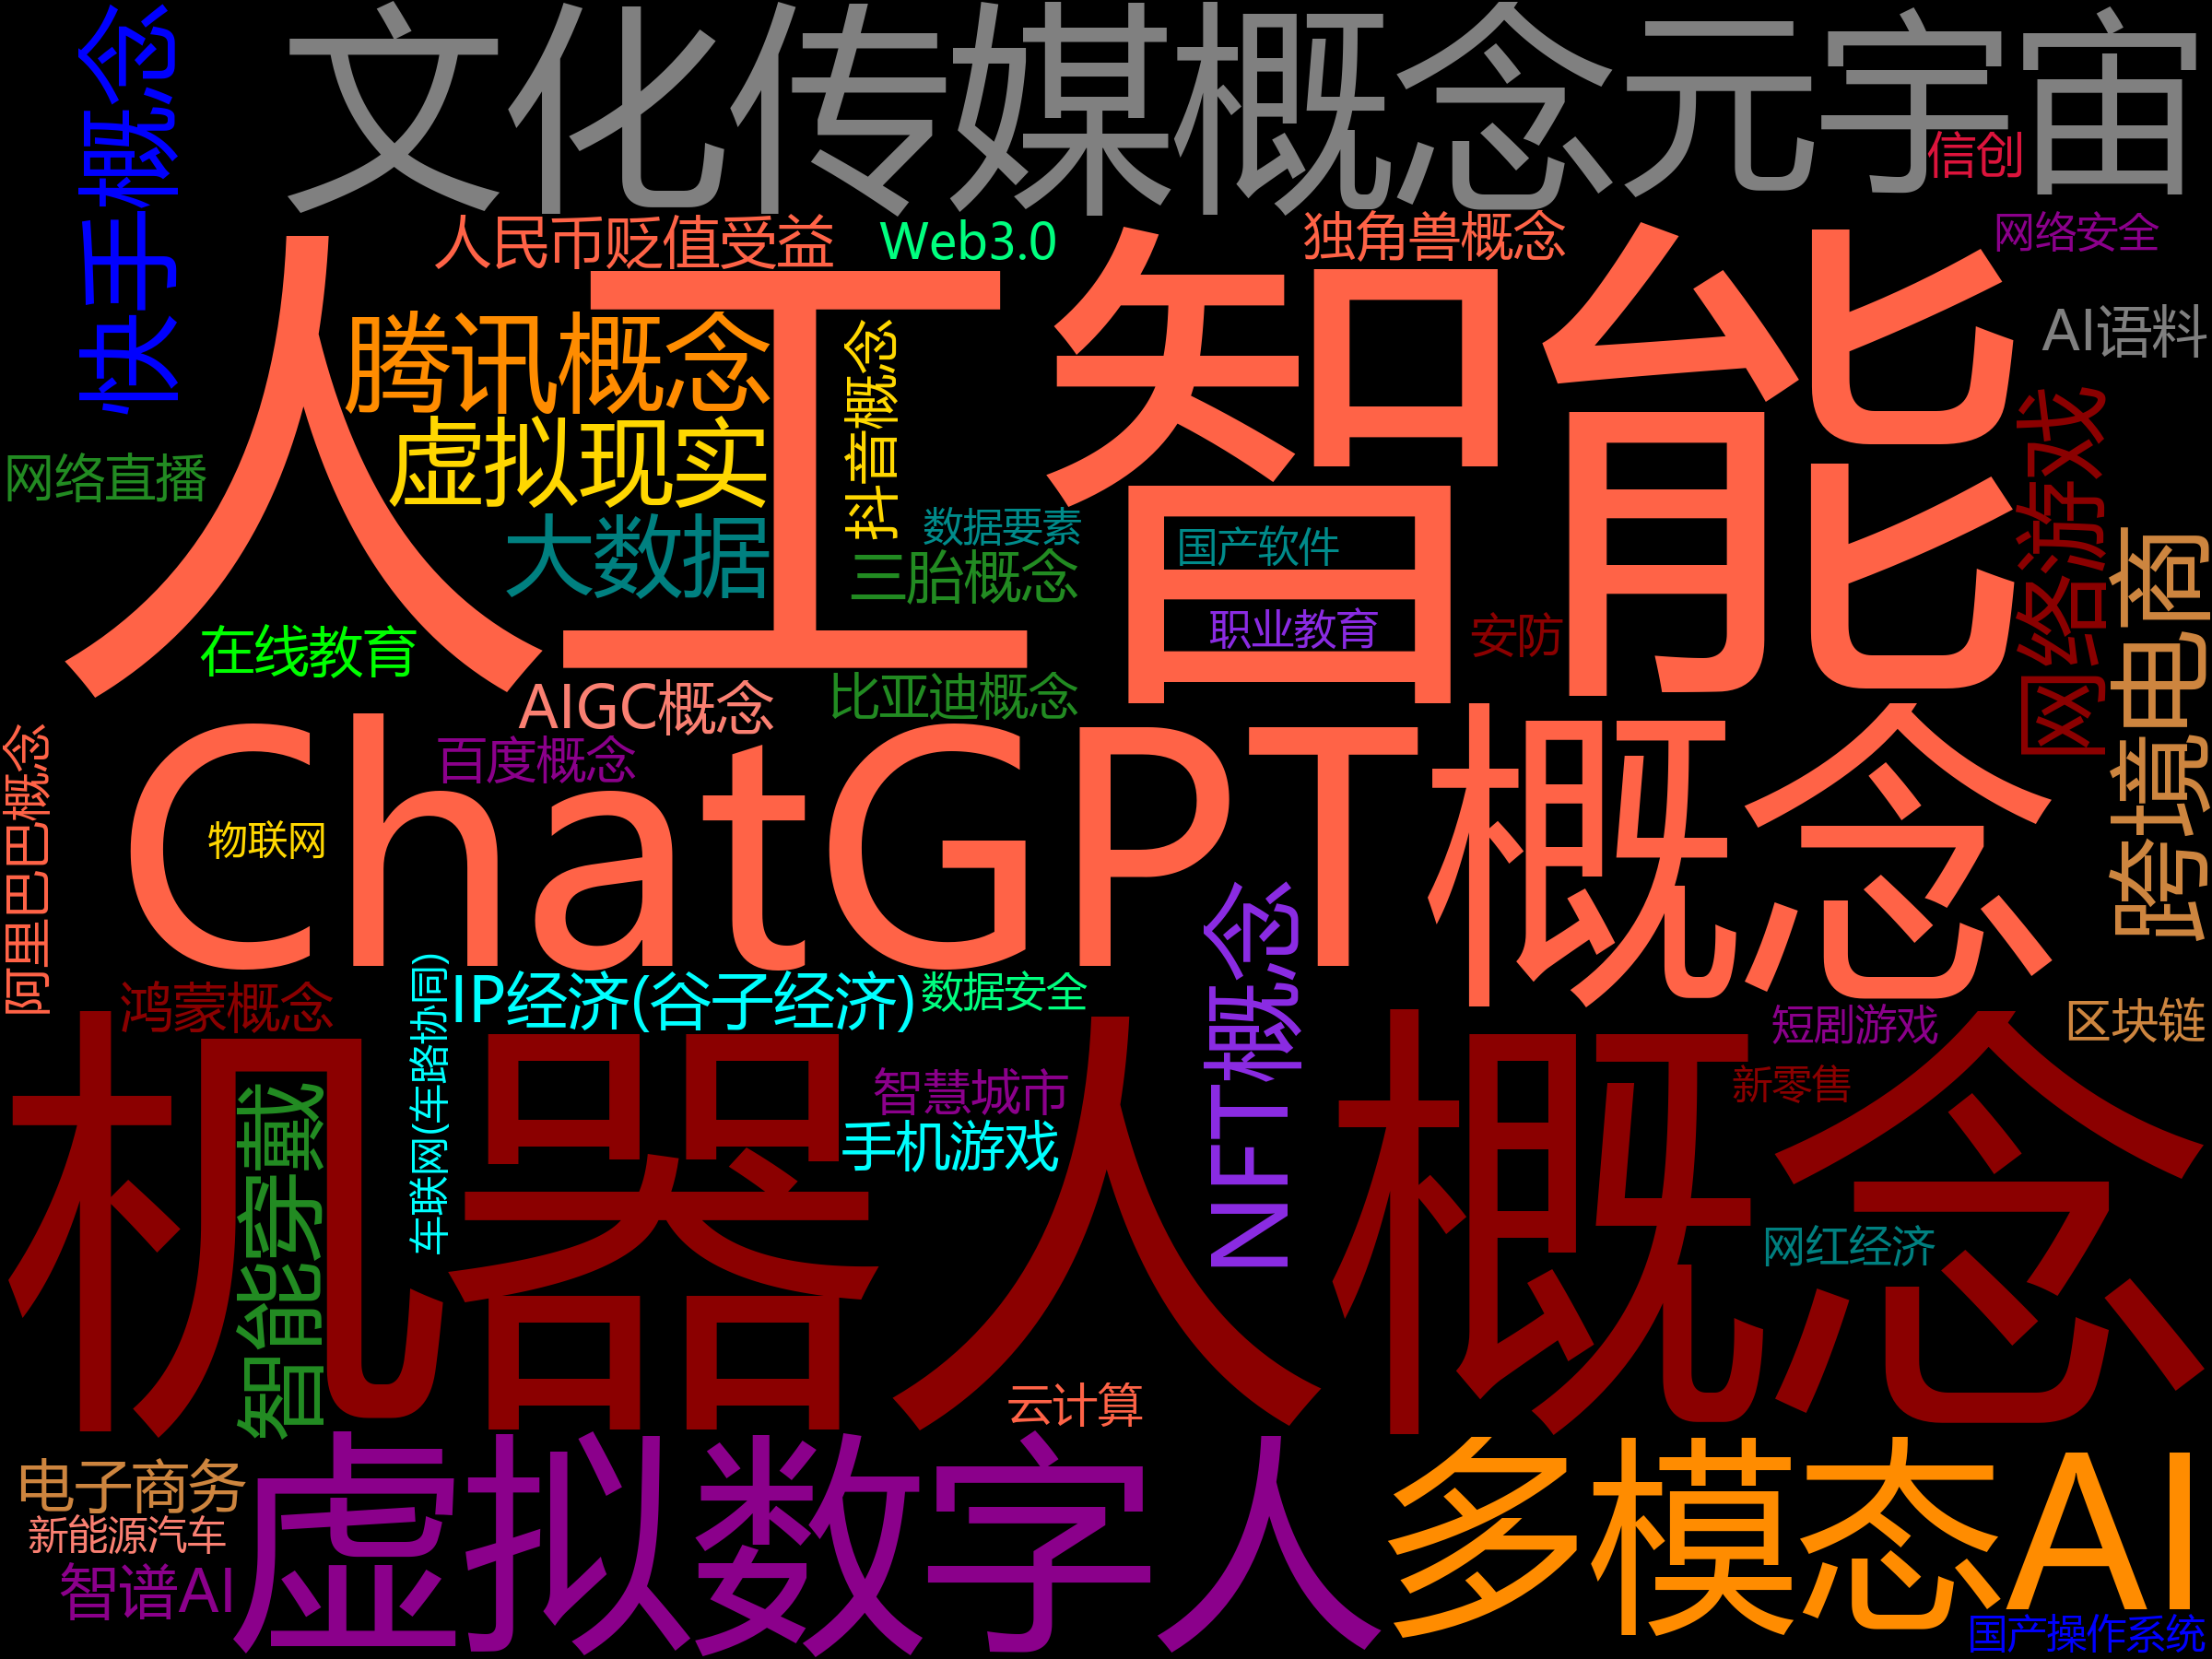 快手概念
文化传媒概念
元宇宙
信创
人民币贬值受益
Web3.0
独角兽概念
网络安全
人工智能
腾讯概念
抖音概念
AI语料
虚拟现实
网络游戏
网络直播
大数据
数据要素
国产软件
三胎概念
跨境电商
在线教育
职业教育
安防
AIGC概念
比亚迪概念
ChatGPT概念
百度概念
阿里巴巴概念
物联网
NFT概念
鸿蒙概念
车联网(车路协同)
IP经济(谷子经济)
数据安全
短剧游戏
区块链
机器人概念
智能穿戴
智慧城市
新零售
手机游戏
网红经济
云计算
虚拟数字人
多模态AI
电子商务
新能源汽车
智谱AI
国产操作系统